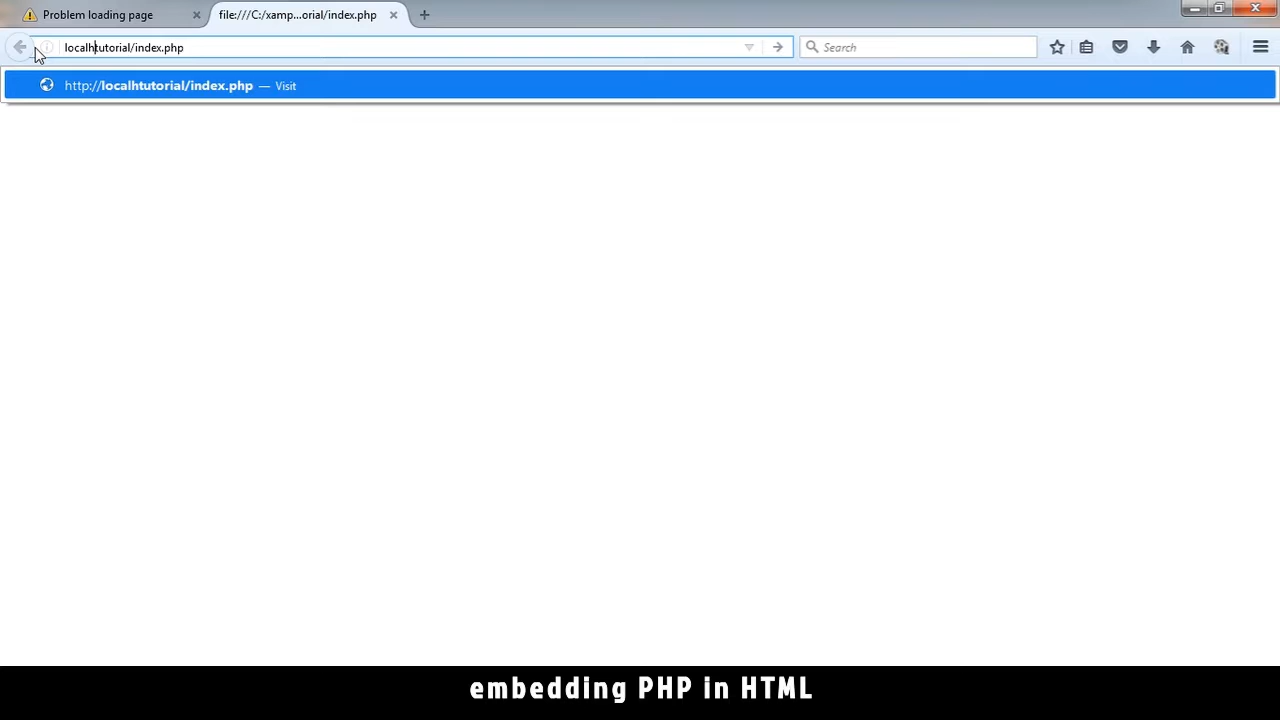 Problem loading page
file:///C:/xamp...orial/index.php
localhtutorial/index.php
Search
http://localhtutorial/index.php — Visit
embedding PHP in HTML